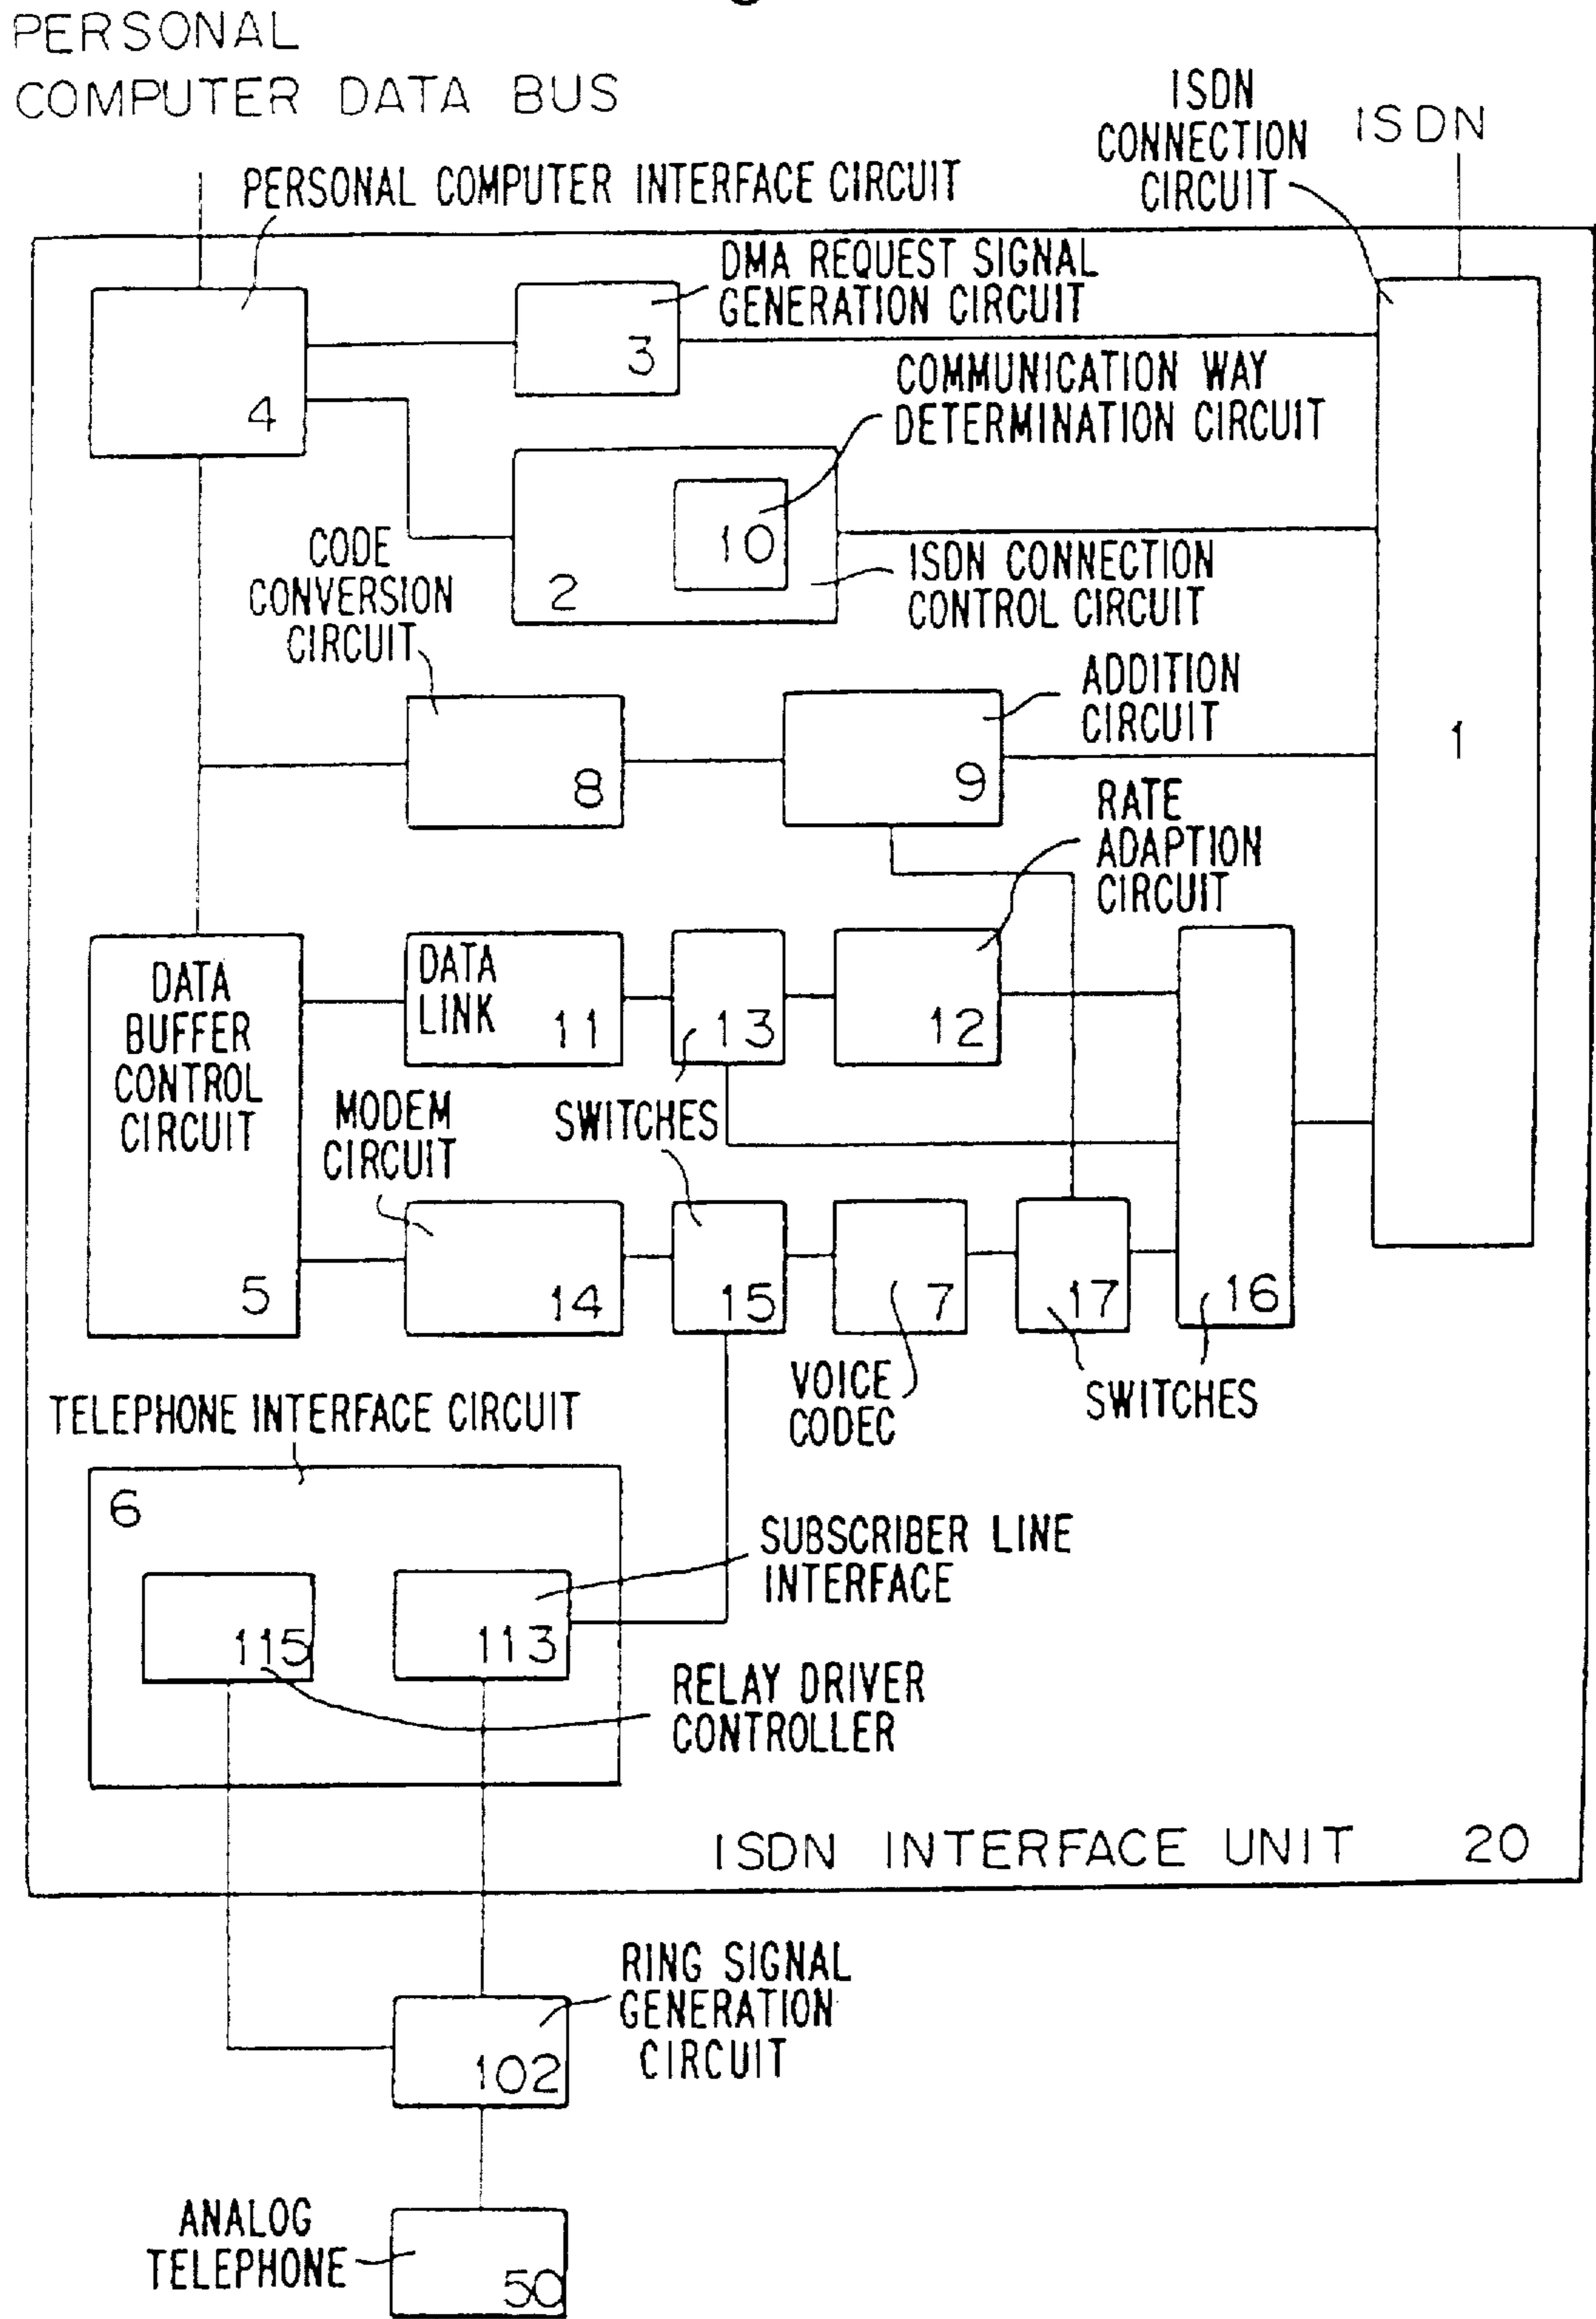 PERSONAL
COMPUTER DATA BUS
ISDN
CONNECTION
CIRCUIT
ISDN
PERSONAL COMPUTER INTERFACE CIRCUIT
DMA REQUEST SIGNAL
GENERATION CIRCUIT
3
4
COMMUNICATION WAY
DETERMINATION CIRCUIT
10
2
ISDN CONNECTION
CONTROL CIRCUIT
CODE
CONVERSION
CIRCUIT
ADDITION
CIRCUIT
1
8
9
RATE
ADAPTION
CIRCUIT
DATA
BUFFER
CONTROL
CIRCUIT
5
DATA
LINK
11
13
12
SWITCHES
MODEM
CIRCUIT
14
15
7
17
16
VOICE
CODEC
SWITCHES
TELEPHONE INTERFACE CIRCUIT
6
SUBSCRIBER LINE
INTERFACE
115
113
RELAY DRIVER
CONTROLLER
ISDN INTERFACE UNIT 20
RING SIGNAL
GENERATION
CIRCUIT
102
ANALOG
TELEPHONE
50